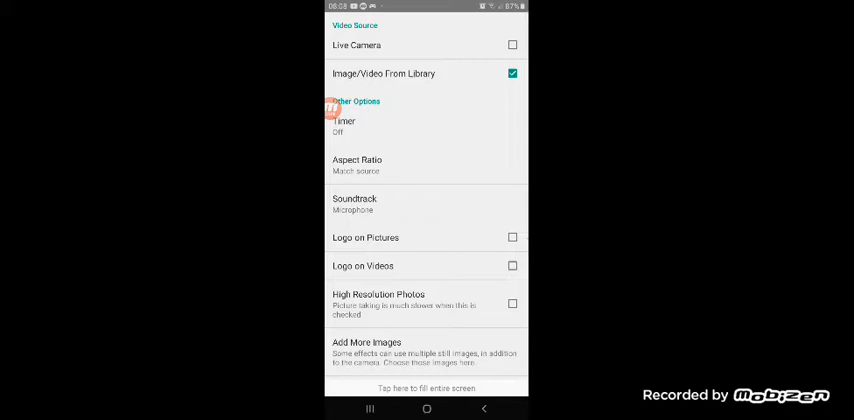 08:08
87%
Video Source
Live Camera
Image/Video From Library
Other Options
Timer
Off
Aspect Ratio
Match source
Soundtrack
Microphone
Logo on Pictures
Logo on Videos
High Resolution Photos
Picture taking is much slower when this is
checked
Add More Images
Some effects can use multiple still images, in addition
to the camera. Choose those images here.
Tap here to fill entire screen
Recorded by mobizen